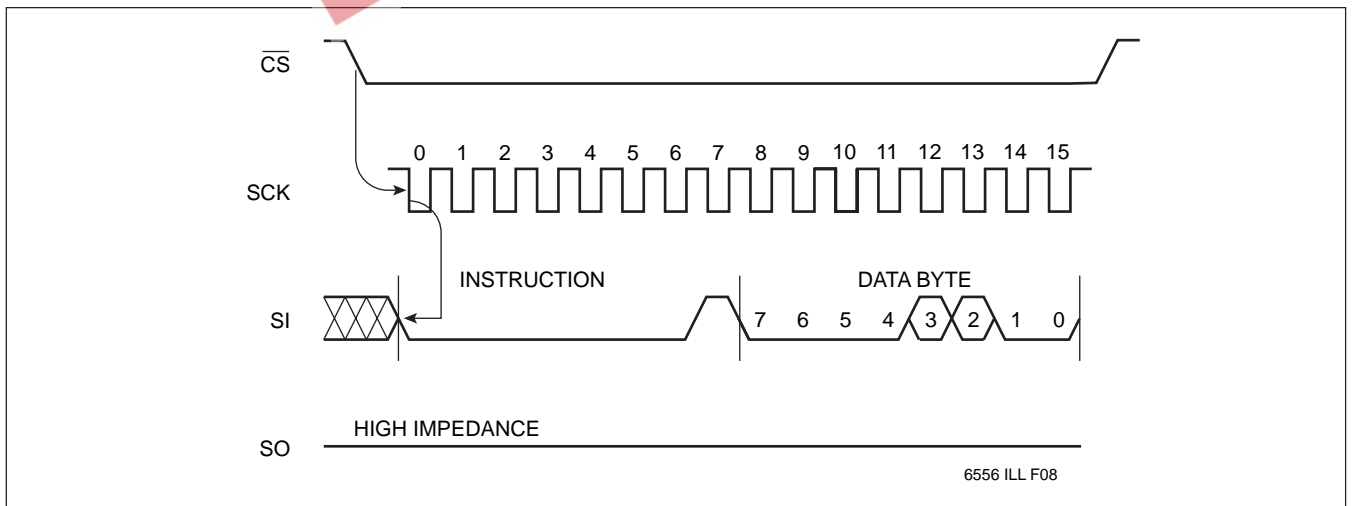 CS
0 1 2 3 4 5 6 7 8 9 10 11 12 13 14 15
SCK
INSTRUCTION DATA BYTE
SI 7 6 5 4 3 2 1 0
HIGH IMPEDANCE
SO
6556 ILL F08